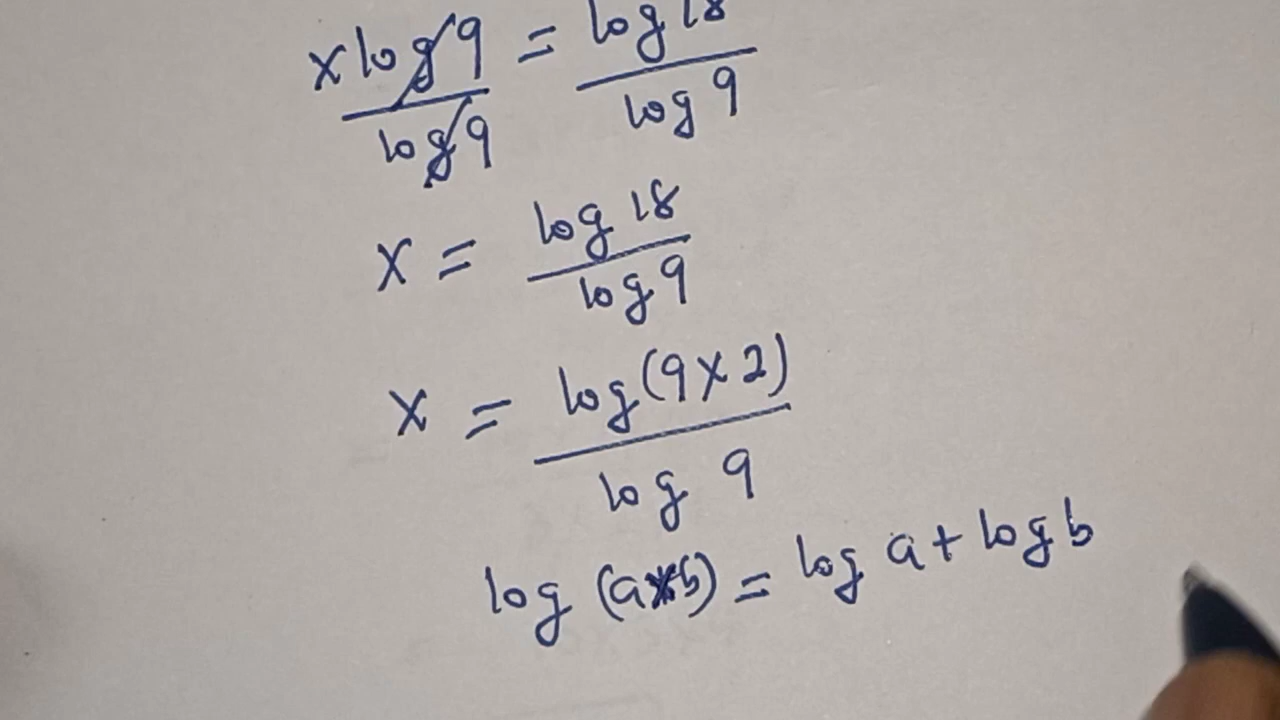 x log 9 / log 9 = log 18 / log 9
x = log 18 / log 9
x = log (9 x 2) / log 9
log (a x b) = log a + log b